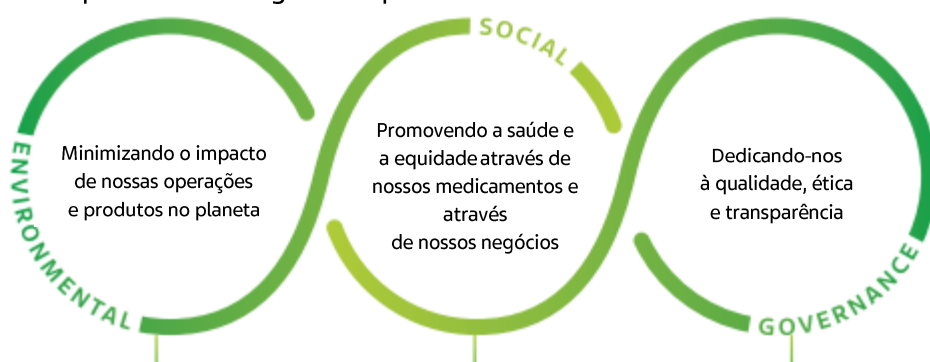 ENVIRONMENTAL
Minimizando o impacto
de nossas operações
e produtos no planeta
SOCIAL
Promovendo a saúde e
a equidade através de
nossos medicamentos e
através
de nossos negócios
GOVERNANCE
Dedicando-nos
à qualidade, ética
e transparência